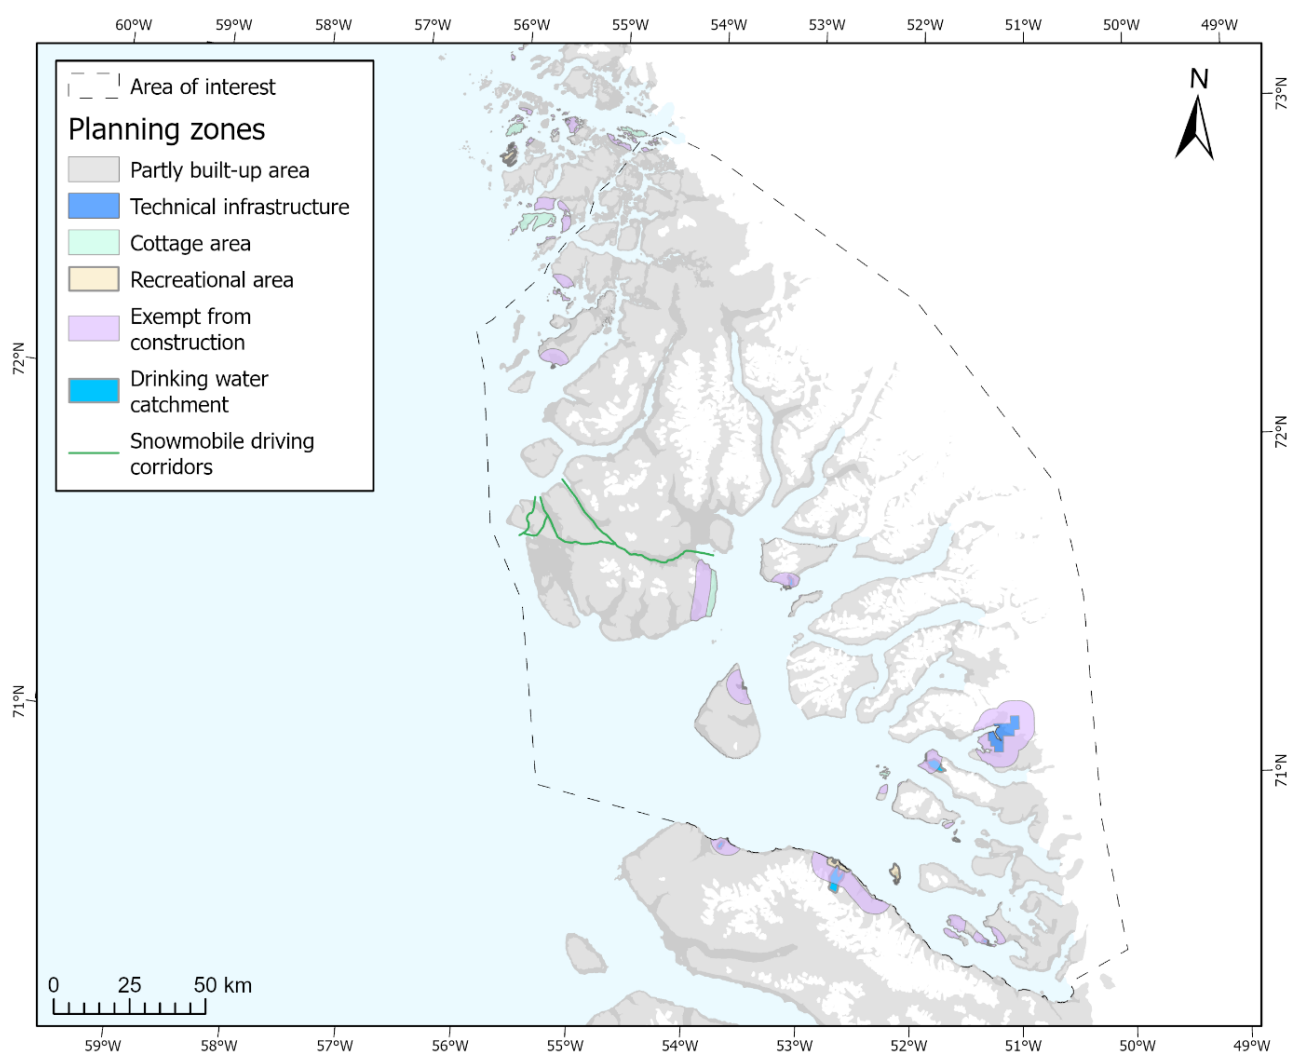 60°W 59°W 58°W 57°W 56°W 55°W 54°W 53°W 52°W 51°W 50°W 49°W
Area of interest
Planning zones
Partly built-up area
Technical infrastructure
Cottage area
Recreational area
Exempt from
construction
Drinking water
catchment
Snowmobile driving
corridors
N
73°N
72°N
72°N
71°N
71°N
0 25 50 km
59°W 58°W 57°W 56°W 55°W 54°W 53°W 52°W 51°W 50°W 49°W